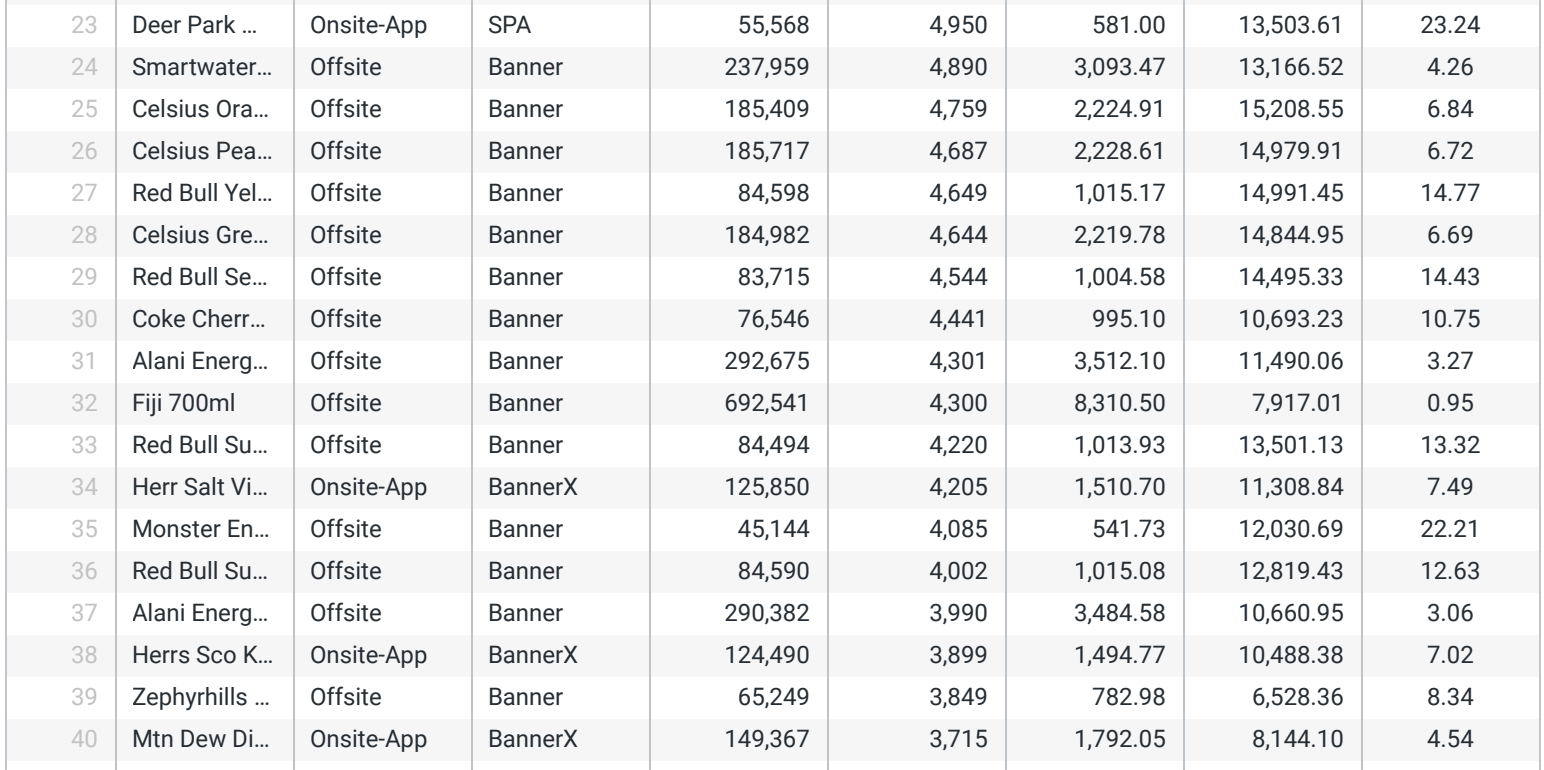 23 Deer Park ... Onsite-App SPA 55,568 4,950 581.00 13,503.61 23.24
24 Smartwater... Offsite Banner 237,959 4,890 3,093.47 13,166.52 4.26
25 Celsius Ora... Offsite Banner 185,409 4,759 2,224.91 15,208.55 6.84
26 Celsius Pea... Offsite Banner 185,717 4,687 2,228.61 14,979.91 6.72
27 Red Bull Yel... Offsite Banner 84,598 4,649 1,015.17 14,991.45 14.77
28 Celsius Gre... Offsite Banner 184,982 4,644 2,219.78 14,844.95 6.69
29 Red Bull Se... Offsite Banner 83,715 4,544 1,004.58 14,495.33 14.43
30 Coke Cherr... Offsite Banner 76,546 4,441 995.10 10,693.23 10.75
31 Alani Energ... Offsite Banner 292,675 4,301 3,512.10 11,490.06 3.27
32 Fiji 700ml Offsite Banner 692,541 4,300 8,310.50 7,917.01 0.95
33 Red Bull Su... Offsite Banner 84,494 4,220 1,013.93 13,501.13 13.32
34 Herr Salt Vi... Onsite-App BannerX 125,850 4,205 1,510.70 11,308.84 7.49
35 Monster En... Offsite Banner 45,144 4,085 541.73 12,030.69 22.21
36 Red Bull Su... Offsite Banner 84,590 4,002 1,015.08 12,819.43 12.63
37 Alani Energ... Offsite Banner 290,382 3,990 3,484.58 10,660.95 3.06
38 Herrs Sco K... Onsite-App BannerX 124,490 3,899 1,494.77 10,488.38 7.02
39 Zephyrhills ... Offsite Banner 65,249 3,849 782.98 6,528.36 8.34
40 Mtn Dew Di... Onsite-App BannerX 149,367 3,715 1,792.05 8,144.10 4.54